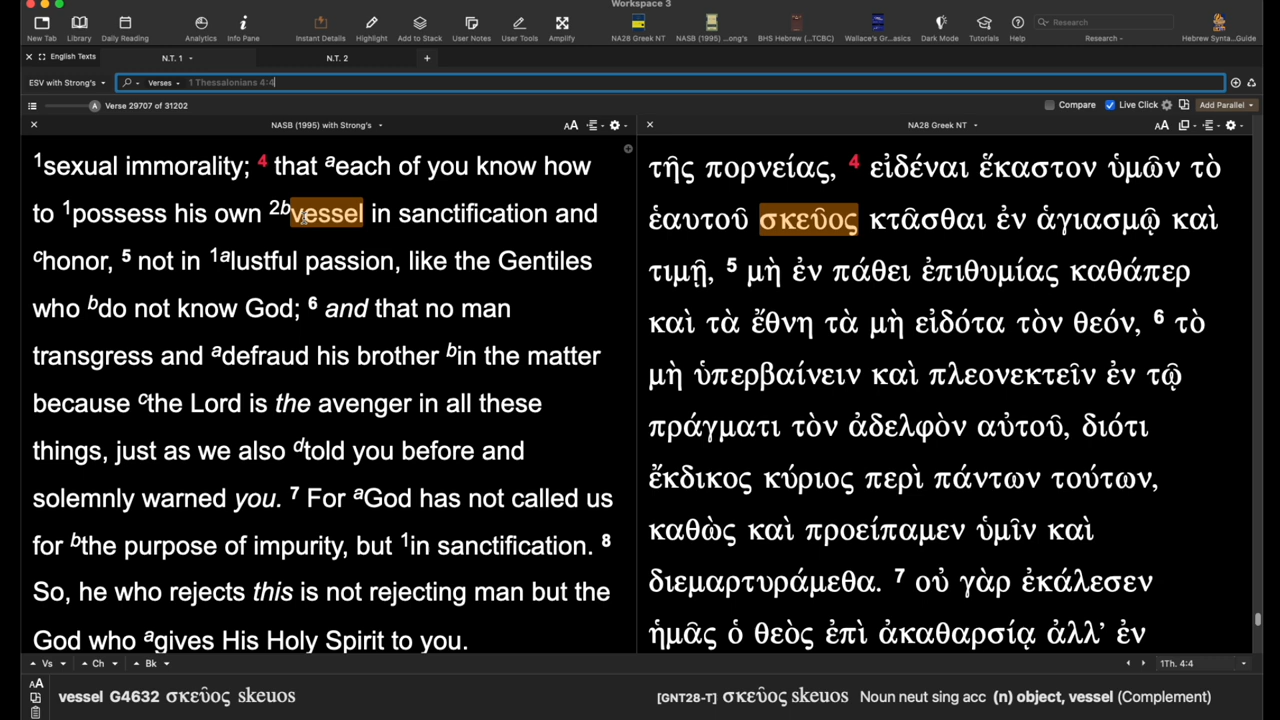 Workspace 3
New Tab Library Daily Reading Analytics Info Pane Instant Details Highlight Add to Stack User Notes User Tools Amplify NA28 Greek NT NASB (1995) ...ong's BHS Hebrew (...TCBC) Wallace's Gr...asics Dark Mode Tutorials Help Research Research Hebrew Synta...Guide
English Texts N.T. 1 N.T. 2 +
ESV with Strong's Verses 1 Thessalonians 4:4
A Verse 29707 of 31202 Compare Live Click Add Parallel
NASB (1995) with Strong's AA
1sexual immorality; 4 that aeach of you know how
to 1possess his own 2bvessel in sanctification and
chonor, 5 not in 1alustful passion, like the Gentiles
who bdo not know God; 6 and that no man
transgress and adefraud his brother bin the matter
because cthe Lord is the avenger in all these
things, just as we also dtold you before and
solemnly warned you. 7 For aGod has not called us
for bthe purpose of impurity, but 1in sanctification. 8
So, he who rejects this is not rejecting man but the
God who agives His Holy Spirit to you.
NA28 Greek NT AA
τῆς πορνείας, 4 εἰδέναι ἕκαστον ὑμῶν τὸ
ἑαυτοῦ σκεῦος κτᾶσθαι ἐν ἁγιασμῷ καὶ
τιμῇ, 5 μὴ ἐν πάθει ἐπιθυμίας καθάπερ
καὶ τὰ ἔθνη τὰ μὴ εἰδότα τὸν θεόν, 6 τὸ
μὴ ὑπερβαίνειν καὶ πλεονεκτεῖν ἐν τῷ
πράγματι τὸν ἀδελφὸν αὐτοῦ, διότι
ἔκδικος κύριος περὶ πάντων τούτων,
καθὼς καὶ προείπαμεν ὑμῖν καὶ
διεμαρτυράμεθα. 7 οὐ γὰρ ἐκάλεσεν
ἡμᾶς ὁ θεὸς ἐπὶ ἀκαθαρσίᾳ ἀλλ’ ἐν
Vs Ch Bk 1Th. 4:4
AA vessel G4632 σκεῦος skeuos [GNT28-T] σκεῦος skeuos Noun neut sing acc (n) object, vessel (Complement)